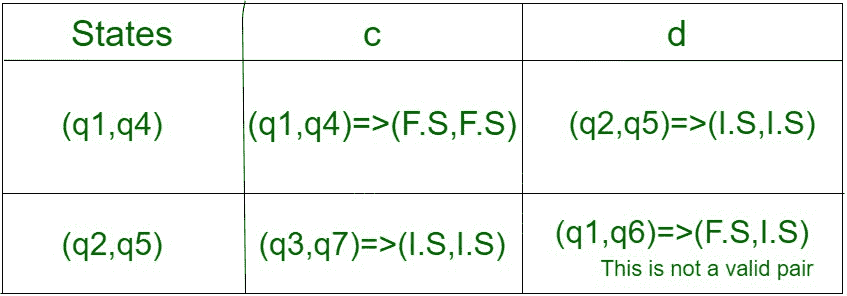 States c d
(q1,q4) (q1,q4)=>(F.S,F.S) (q2,q5)=>(I.S,I.S)
(q2,q5) (q3,q7)=>(I.S,I.S) (q1,q6)=>(F.S,I.S)
This is not a valid pair